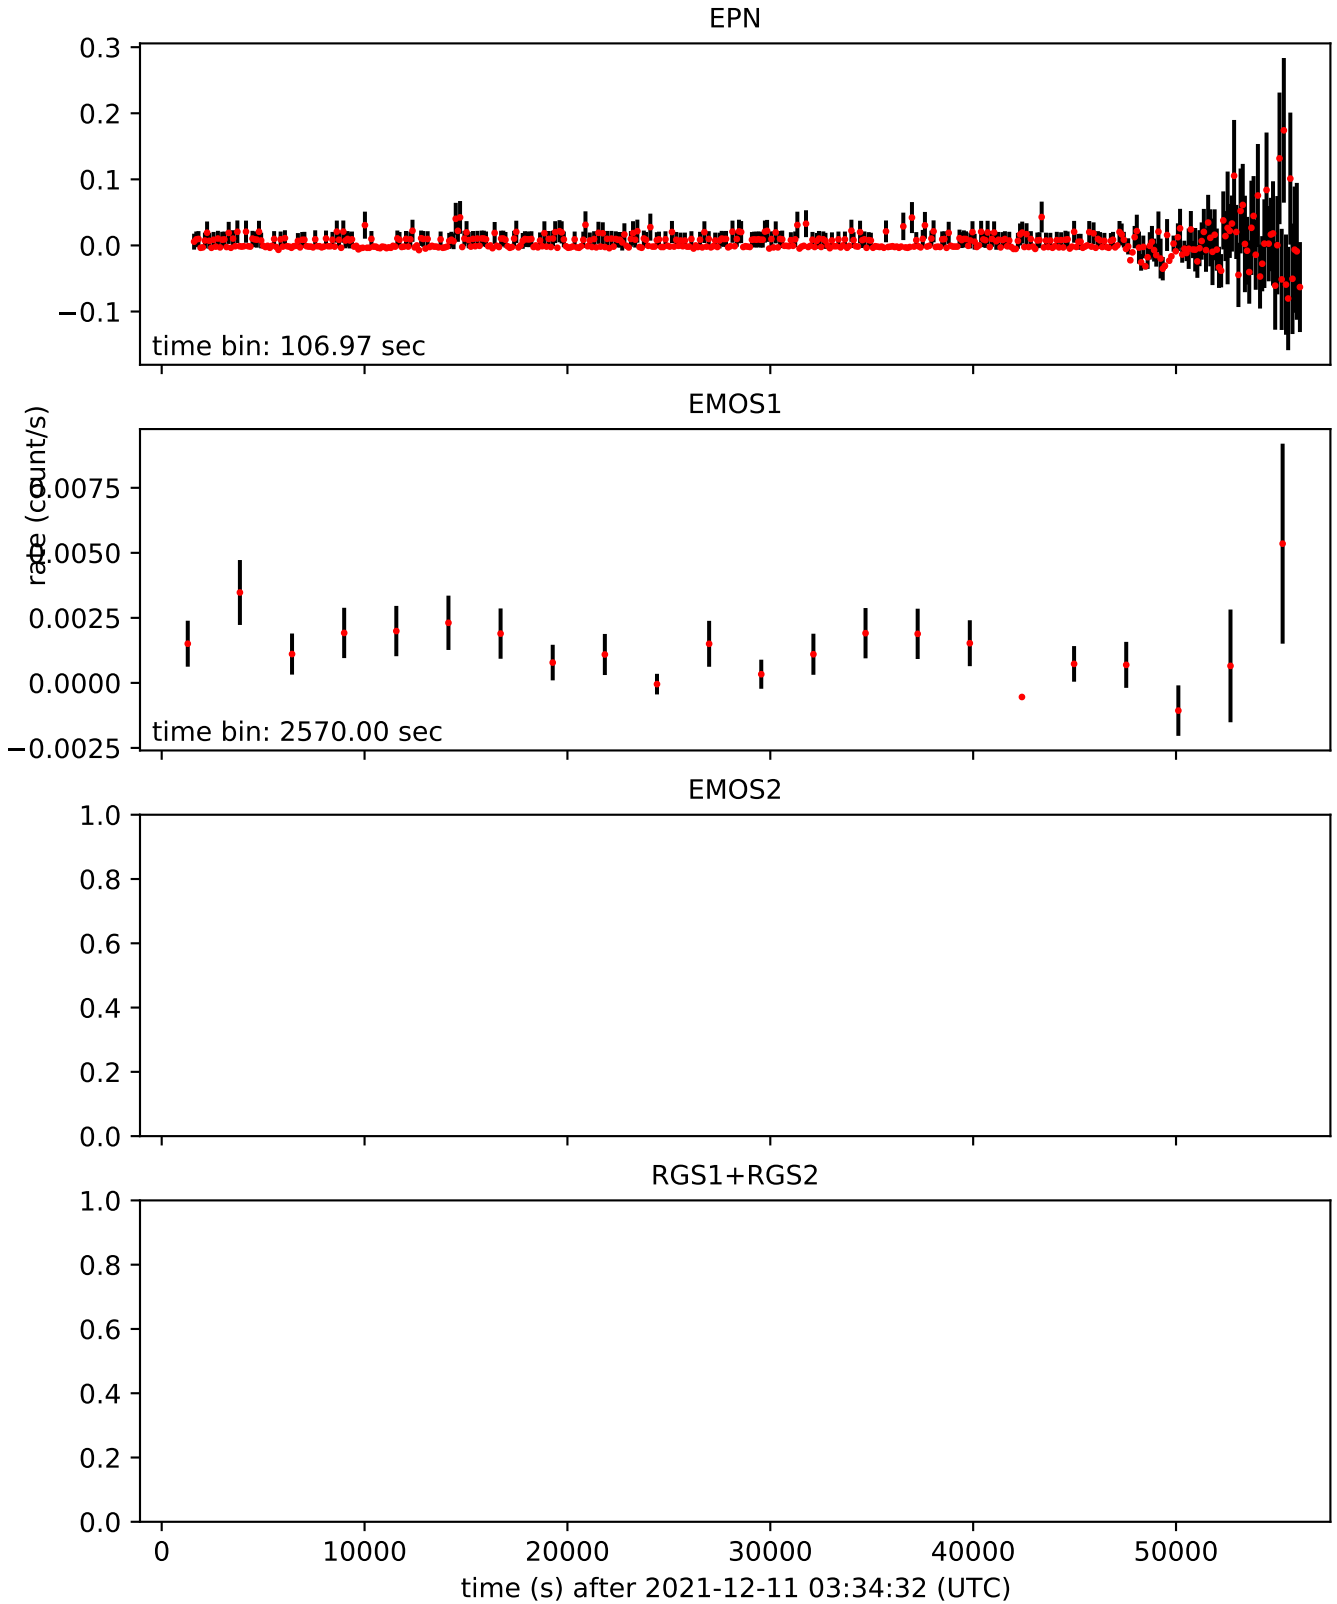 EPN
0.3
0.2
0.1
0.0
−0.1
time bin: 106.97 sec
EMOS1
rate (count/s)
0.0075
0.0050
0.0025
0.0000
−0.0025
time bin: 2570.00 sec
EMOS2
1.0
0.8
0.6
0.4
0.2
0.0
RGS1+RGS2
1.0
0.8
0.6
0.4
0.2
0.0
0 10000 20000 30000 40000 50000
time (s) after 2021-12-11 03:34:32 (UTC)